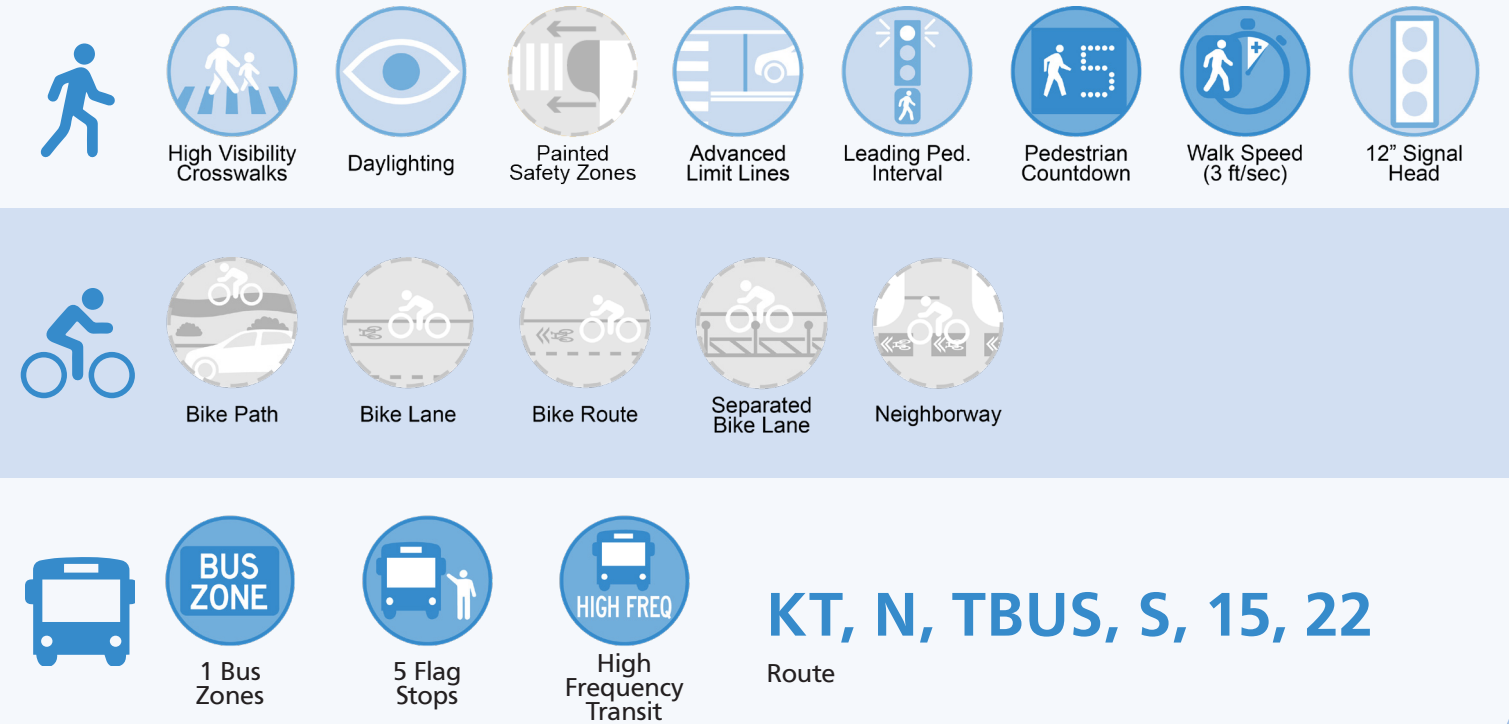 High Visibility
Crosswalks
Daylighting
Painted
Safety Zones
Advanced
Limit Lines
Leading Ped.
Interval
5
Pedestrian
Countdown
Walk Speed
(3 ft/sec)
12” Signal
Head
Bike Path
Bike Lane
Bike Route
Separated
Bike Lane
Neighborway
BUS
ZONE
1 Bus
Zones
5 Flag
Stops
HIGH FREQ
High
Frequency
Transit
KT, N, TBUS, S, 15, 22
Route